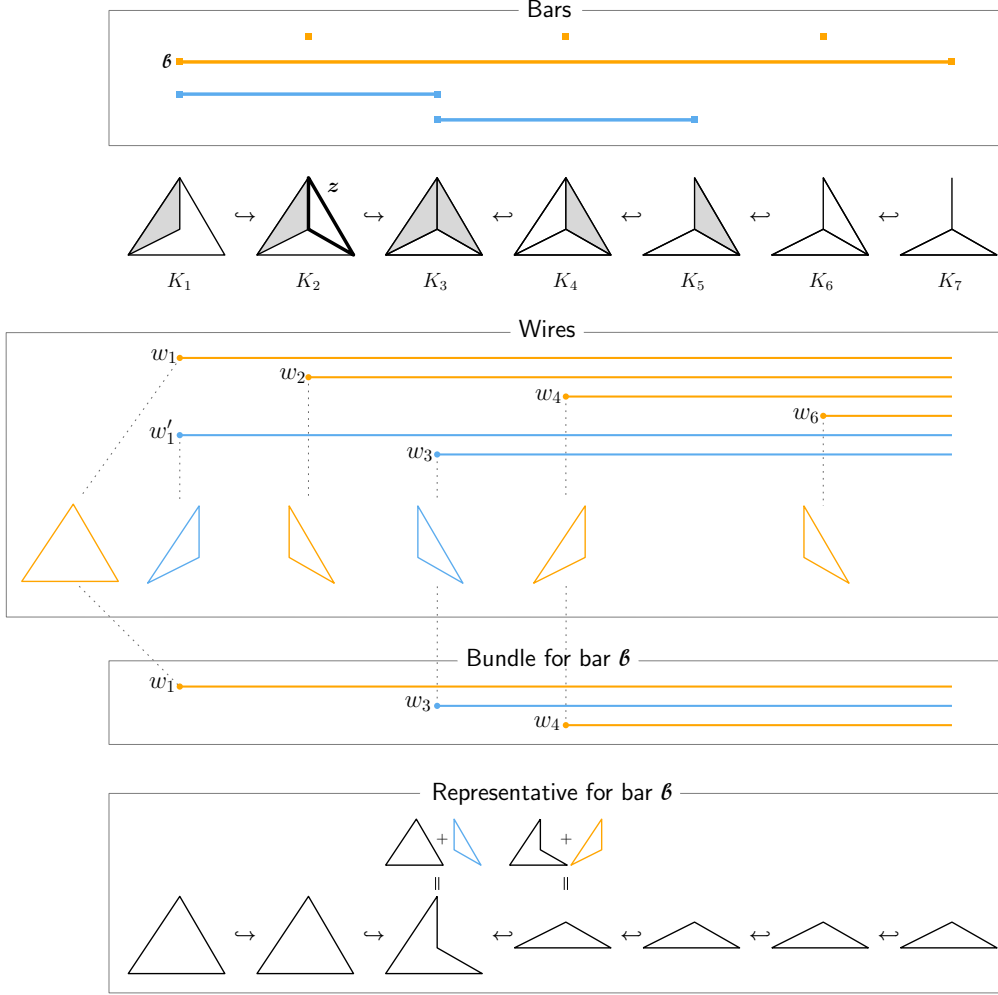 Bars
𝒷
z
↪ ↪ ↩ ↩ ↩ ↩
K₁ K₂ K₃ K₄ K₅ K₆ K₇
Wires
w₁
w₂
w₄
w₆
w′₁
w₃
Bundle for bar 𝒷
w₁
w₃
w₄
Representative for bar 𝒷
+ +
= =
↪ ↪ ↩ ↩ ↩ ↩